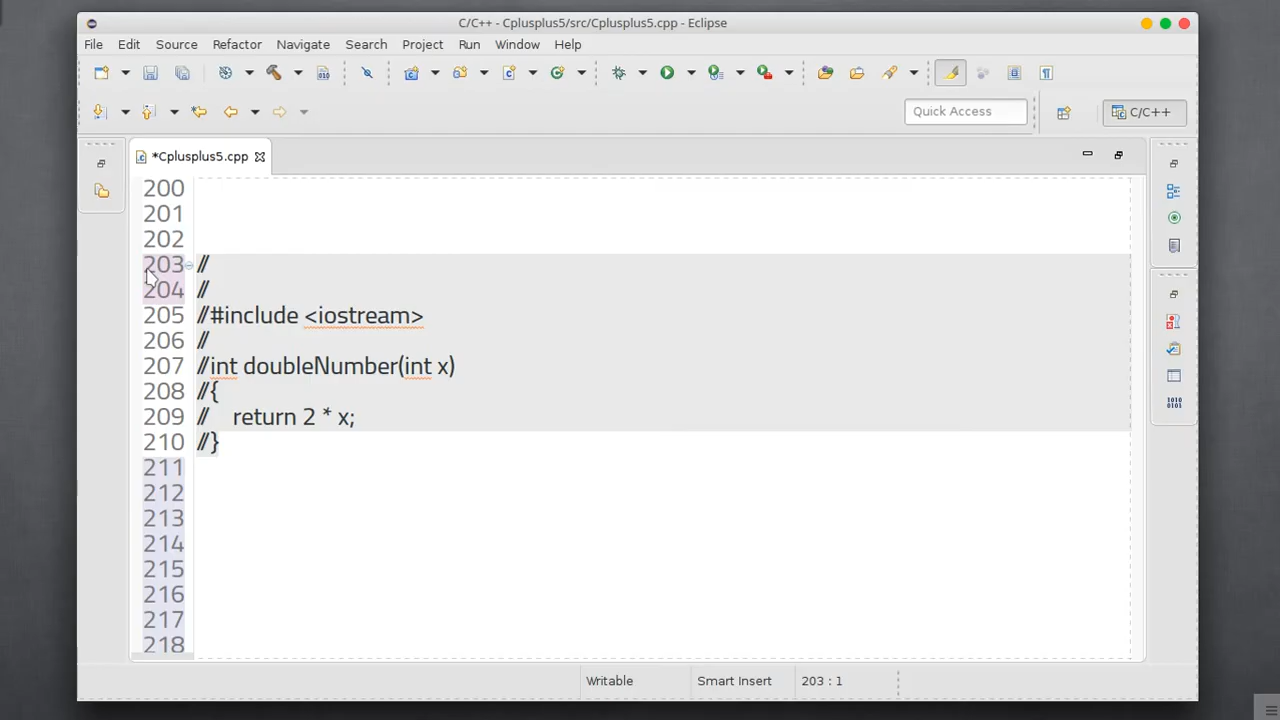 C/C++ - Cplusplus5/src/Cplusplus5.cpp - Eclipse
File Edit Source Refactor Navigate Search Project Run Window Help
Quick Access
C/C++
*Cplusplus5.cpp
200
201
202
203 //
204 //
205 //#include <iostream>
206 //
207 //int doubleNumber(int x)
208 //{
209 //    return 2 * x;
210 //}
211
212
213
214
215
216
217
218
Writable Smart Insert 203 : 1